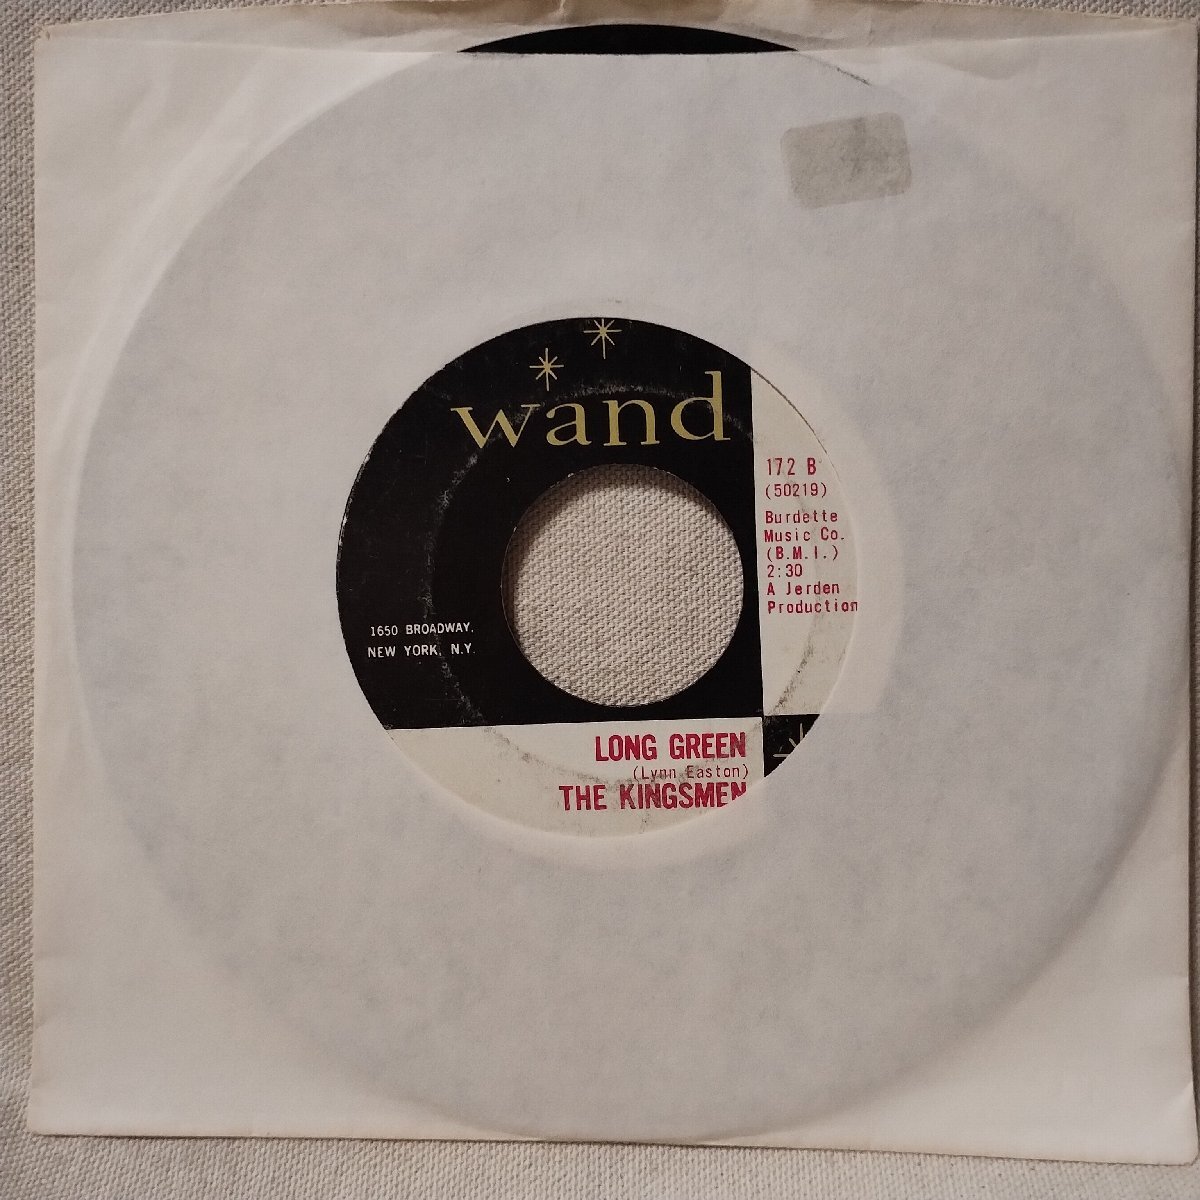 wand
172 B
(50219)
Burdette
Music Co.
(B.M.I.)
2:30
A Jerden
Production
1650 BROADWAY,
NEW YORK, N.Y.
LONG GREEN
(Lynn Easton)
THE KINGSMEN